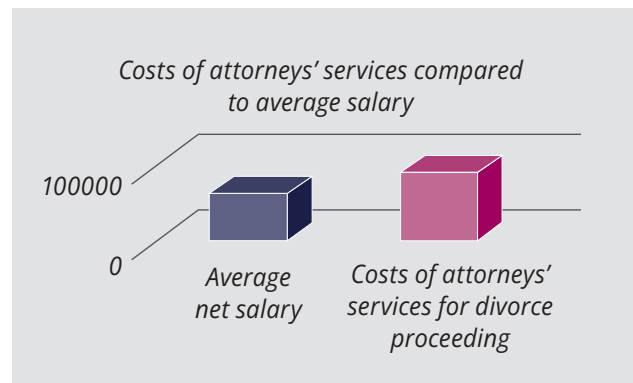 Costs of attorneys’ services compared
to average salary
100000
0
Average
net salary
Costs of attorneys’
services for divorce
proceeding